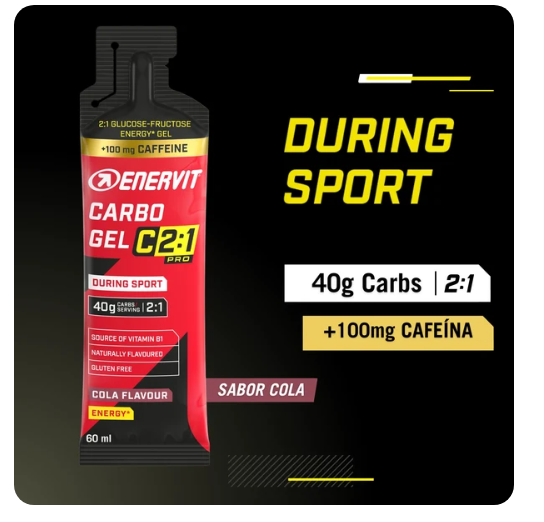 2:1 GLUCOSE-FRUCTOSE
ENERGY* GEL
+100 mg CAFFEINE
ENERVIT
CARBO
GEL C2:1
PRO
DURING SPORT
40g CARBS SERVING | 2:1
SOURCE OF VITAMIN B1
NATURALLY FLAVOURED
GLUTEN FREE
COLA FLAVOUR
ENERGY*
60 ml
DURING
SPORT
40g Carbs | 2:1
+100mg CAFEÍNA
SABOR COLA